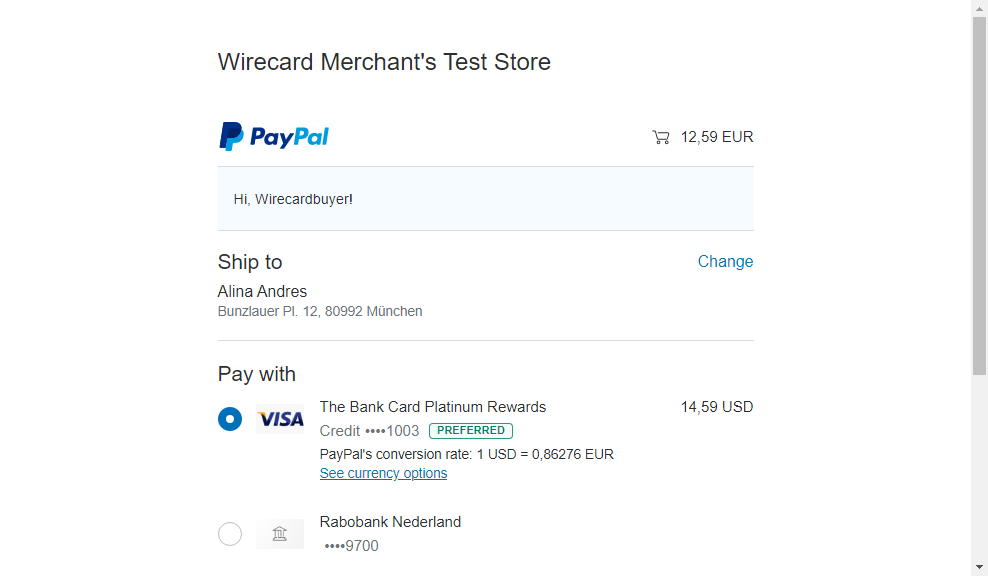 Wirecard Merchant's Test Store
PayPal
12,59 EUR
Hi, Wirecardbuyer!
Ship to
Change
Alina Andres
Bunzlauer Pl. 12, 80992 München
Pay with
VISA
The Bank Card Platinum Rewards
14,59 USD
Credit ••••1003 PREFERRED
PayPal's conversion rate: 1 USD = 0,86276 EUR
See currency options
Rabobank Nederland
••••9700